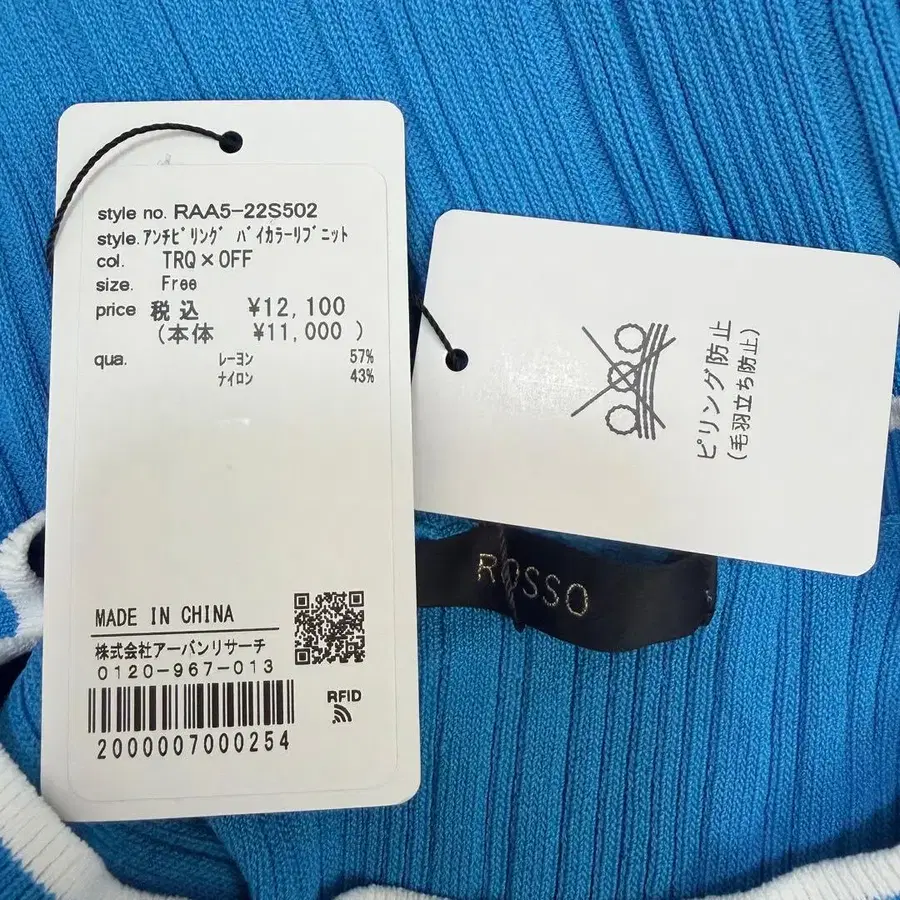 style no. RAA5-22S502
style. ｱﾝﾁﾋﾟﾘﾝｸﾞ ﾊﾞｲｶﾗｰﾘﾌﾞﾆｯﾄ
col. TRQ×OFF
size. Free
price 税込 ¥12,100
(本体 ¥11,000 )
qua. ﾚｰﾖﾝ 57%
ﾅｲﾛﾝ 43%
MADE IN CHINA
株式会社アーバンリサーチ
0120-967-013
RFID
2000007000254
ピリング防止
(毛羽立ち防止)
ROSSO